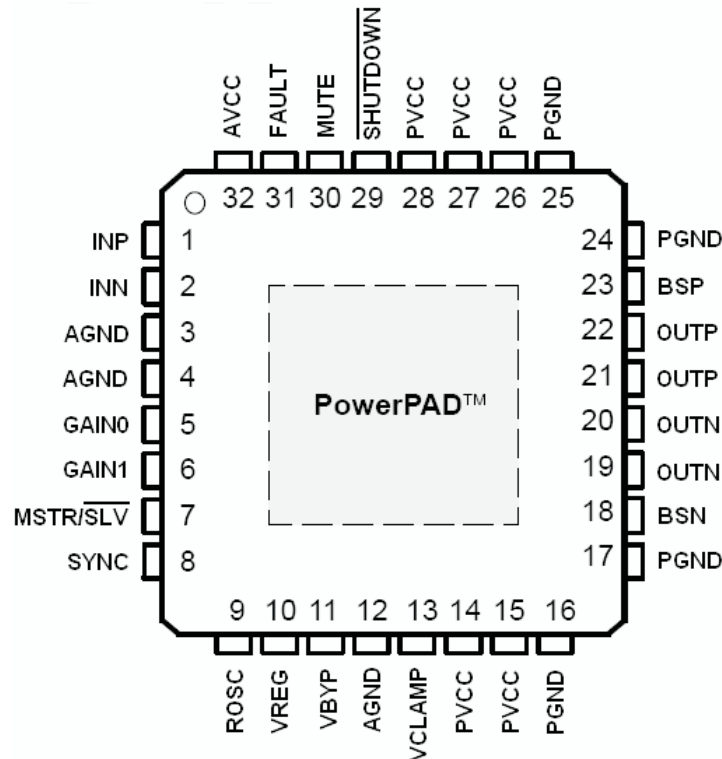 AVCC FAULT MUTE SHUTDOWN PVCC PVCC PVCC PGND
32 31 30 29 28 27 26 25
INP 1 24 PGND
INN 2 23 BSP
AGND 3 22 OUTP
AGND 4 21 OUTP
PowerPAD™
GAIN0 5 20 OUTN
GAIN1 6 19 OUTN
MSTR/SLV 7 18 BSN
SYNC 8 17 PGND
9 10 11 12 13 14 15 16
ROSC VREG VBYP AGND VCLAMP PVCC PVCC PGND